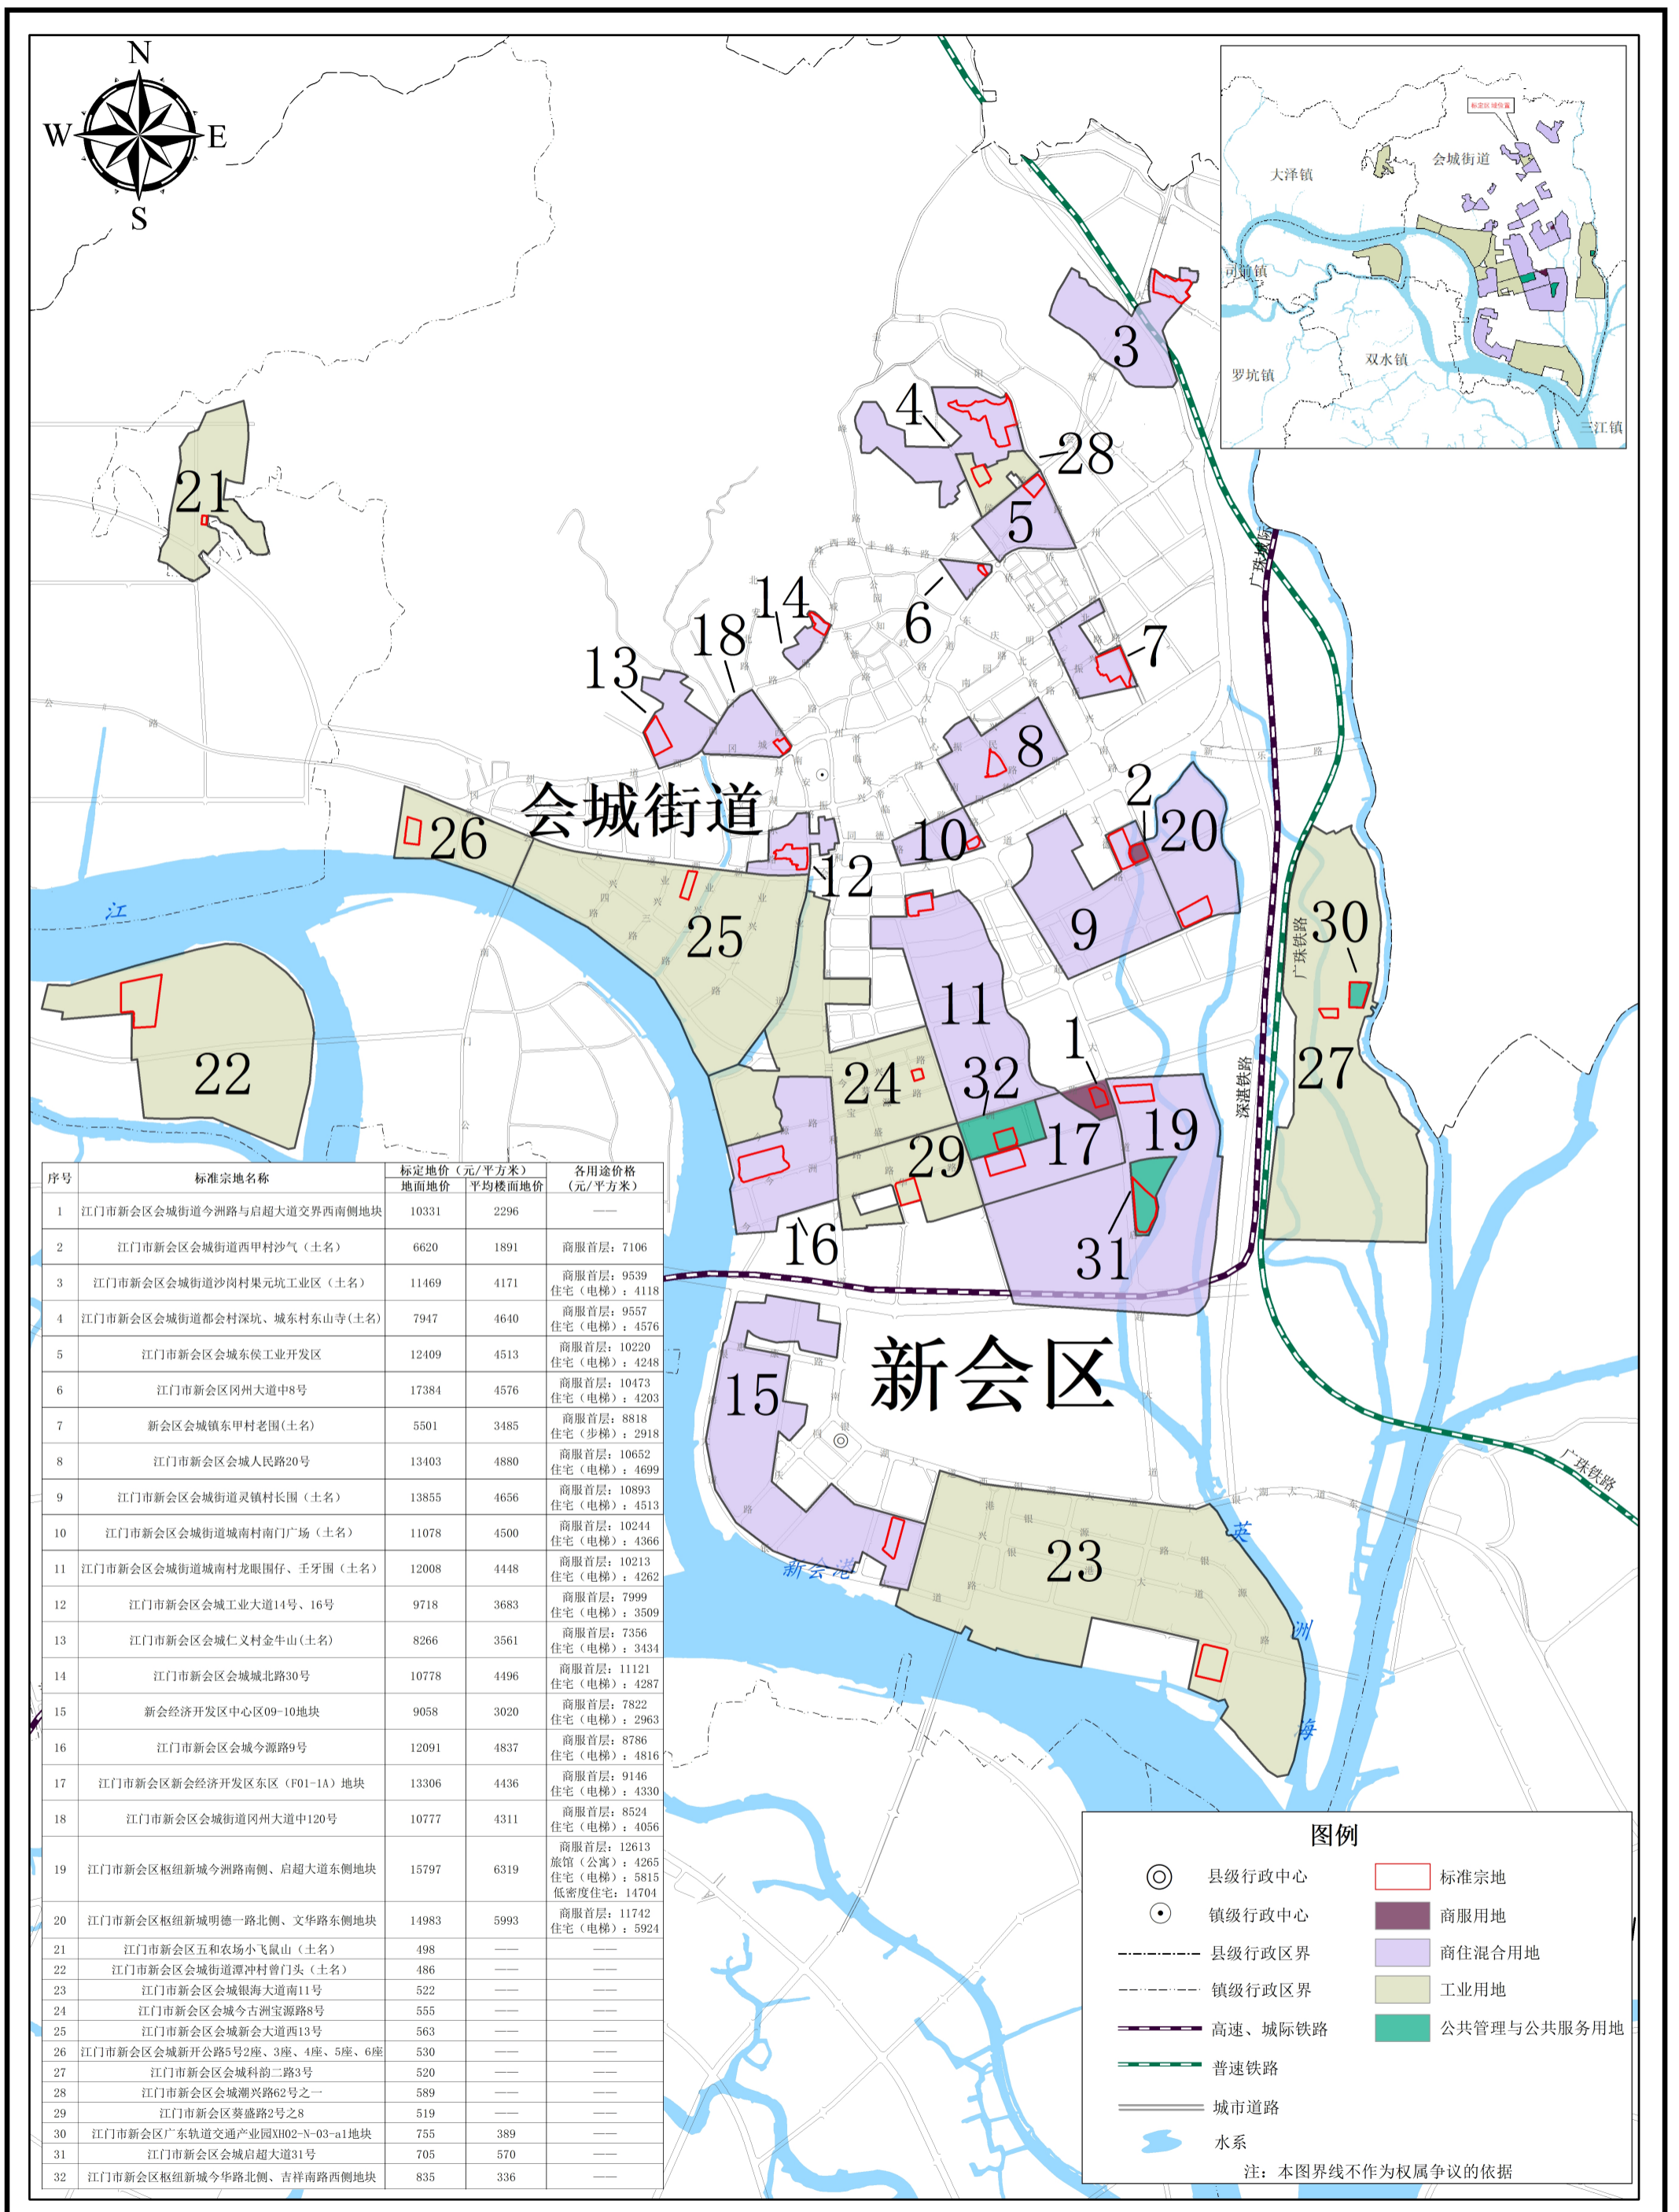 N
W
E
S
标定区域位置
会城街道
大泽镇
司前镇
双水镇
罗坑镇
三江镇
3
4
28
21
5
6
14
18
7
13
8
2
20
会城街道
26
10
12
9
30
25
11
22
1
24
32
27
19
17
29
16
31
广珠城际
广珠铁路
深湛铁路
江
新会区
15
23
广珠铁路
新会港
英
洲
海
序号 标准宗地名称 标定地价（元/平方米） 各用途价格（元/平方米）
地面地价 平均楼面地价
1 江门市新会区会城街道今洲路与启超大道交界西南侧地块 10331 2296 ——
2 江门市新会区会城街道西甲村沙气（土名） 6620 1891 商服首层：7106
3 江门市新会区会城街道沙岗村果元坑工业区（土名） 11469 4171 商服首层：9539
住宅（电梯）：4118
4 江门市新会区会城街道都会村深坑、城东村东山寺(土名) 7947 4640 商服首层：9557
住宅（电梯）：4576
5 江门市新会区会城东侯工业开发区 12409 4513 商服首层：10220
住宅（电梯）：4248
6 江门市新会区冈州大道中8号 17384 4576 商服首层：10473
住宅（电梯）：4203
7 新会区会城镇东甲村老围(土名) 5501 3485 商服首层：8818
住宅（步梯）：2918
8 江门市新会区会城人民路20号 13403 4880 商服首层：10652
住宅（电梯）：4699
9 江门市新会区会城街道灵镇村长围（土名） 13855 4656 商服首层：10893
住宅（电梯）：4513
10 江门市新会区会城街道城南村南门广场（土名） 11078 4500 商服首层：10244
住宅（电梯）：4366
11 江门市新会区会城街道城南村龙眼围仔、壬牙围（土名） 12008 4448 商服首层：10213
住宅（电梯）：4262
12 江门市新会区会城工业大道14号、16号 9718 3683 商服首层：7999
住宅（电梯）：3509
13 江门市新会区会城仁义村金牛山(土名) 8266 3561 商服首层：7356
住宅（电梯）：3434
14 江门市新会区会城城北路30号 10778 4496 商服首层：11121
住宅（电梯）：4287
15 新会经济开发区中心区09-10地块 9058 3020 商服首层：7822
住宅（电梯）：2963
16 江门市新会区会城今源路9号 12091 4837 商服首层：8786
住宅（电梯）：4816
17 江门市新会区新会经济开发区东区（F01-1A）地块 13306 4436 商服首层：9146
住宅（电梯）：4330
18 江门市新会区会城街道冈州大道中120号 10777 4311 商服首层：8524
住宅（电梯）：4056
19 江门市新会区枢纽新城今洲路南侧、启超大道东侧地块 15797 6319 商服首层：12613
旅馆（公寓）：4265
住宅（电梯）：5815
低密度住宅：14704
20 江门市新会区枢纽新城明德一路北侧、文华路东侧地块 14983 5993 商服首层：11742
住宅（电梯）：5924
21 江门市新会区五和农场小飞鼠山（土名） 498 —— ——
22 江门市新会区会城街道潭冲村曾门头（土名） 486 —— ——
23 江门市新会区会城银海大道南11号 522 —— ——
24 江门市新会区会城今古洲宝源路8号 555 —— ——
25 江门市新会区会城新会大道西13号 563 —— ——
26 江门市新会区会城新开公路5号2座、3座、4座、5座、6座 530 —— ——
27 江门市新会区会城科韵二路3号 520 —— ——
28 江门市新会区会城潮兴路62号之一 589 —— ——
29 江门市新会区葵盛路2号之8 519 —— ——
30 江门市新会区广东轨道交通产业园XH02-N-03-a1地块 755 389 ——
31 江门市新会区会城启超大道31号 705 570 ——
32 江门市新会区枢纽新城今华路北侧、吉祥南路西侧地块 835 336 ——
图例
县级行政中心
标准宗地
镇级行政中心
商服用地
县级行政区界
商住混合用地
镇级行政区界
工业用地
高速、城际铁路
公共管理与公共服务用地
普速铁路
城市道路
水系
注：本图界线不作为权属争议的依据